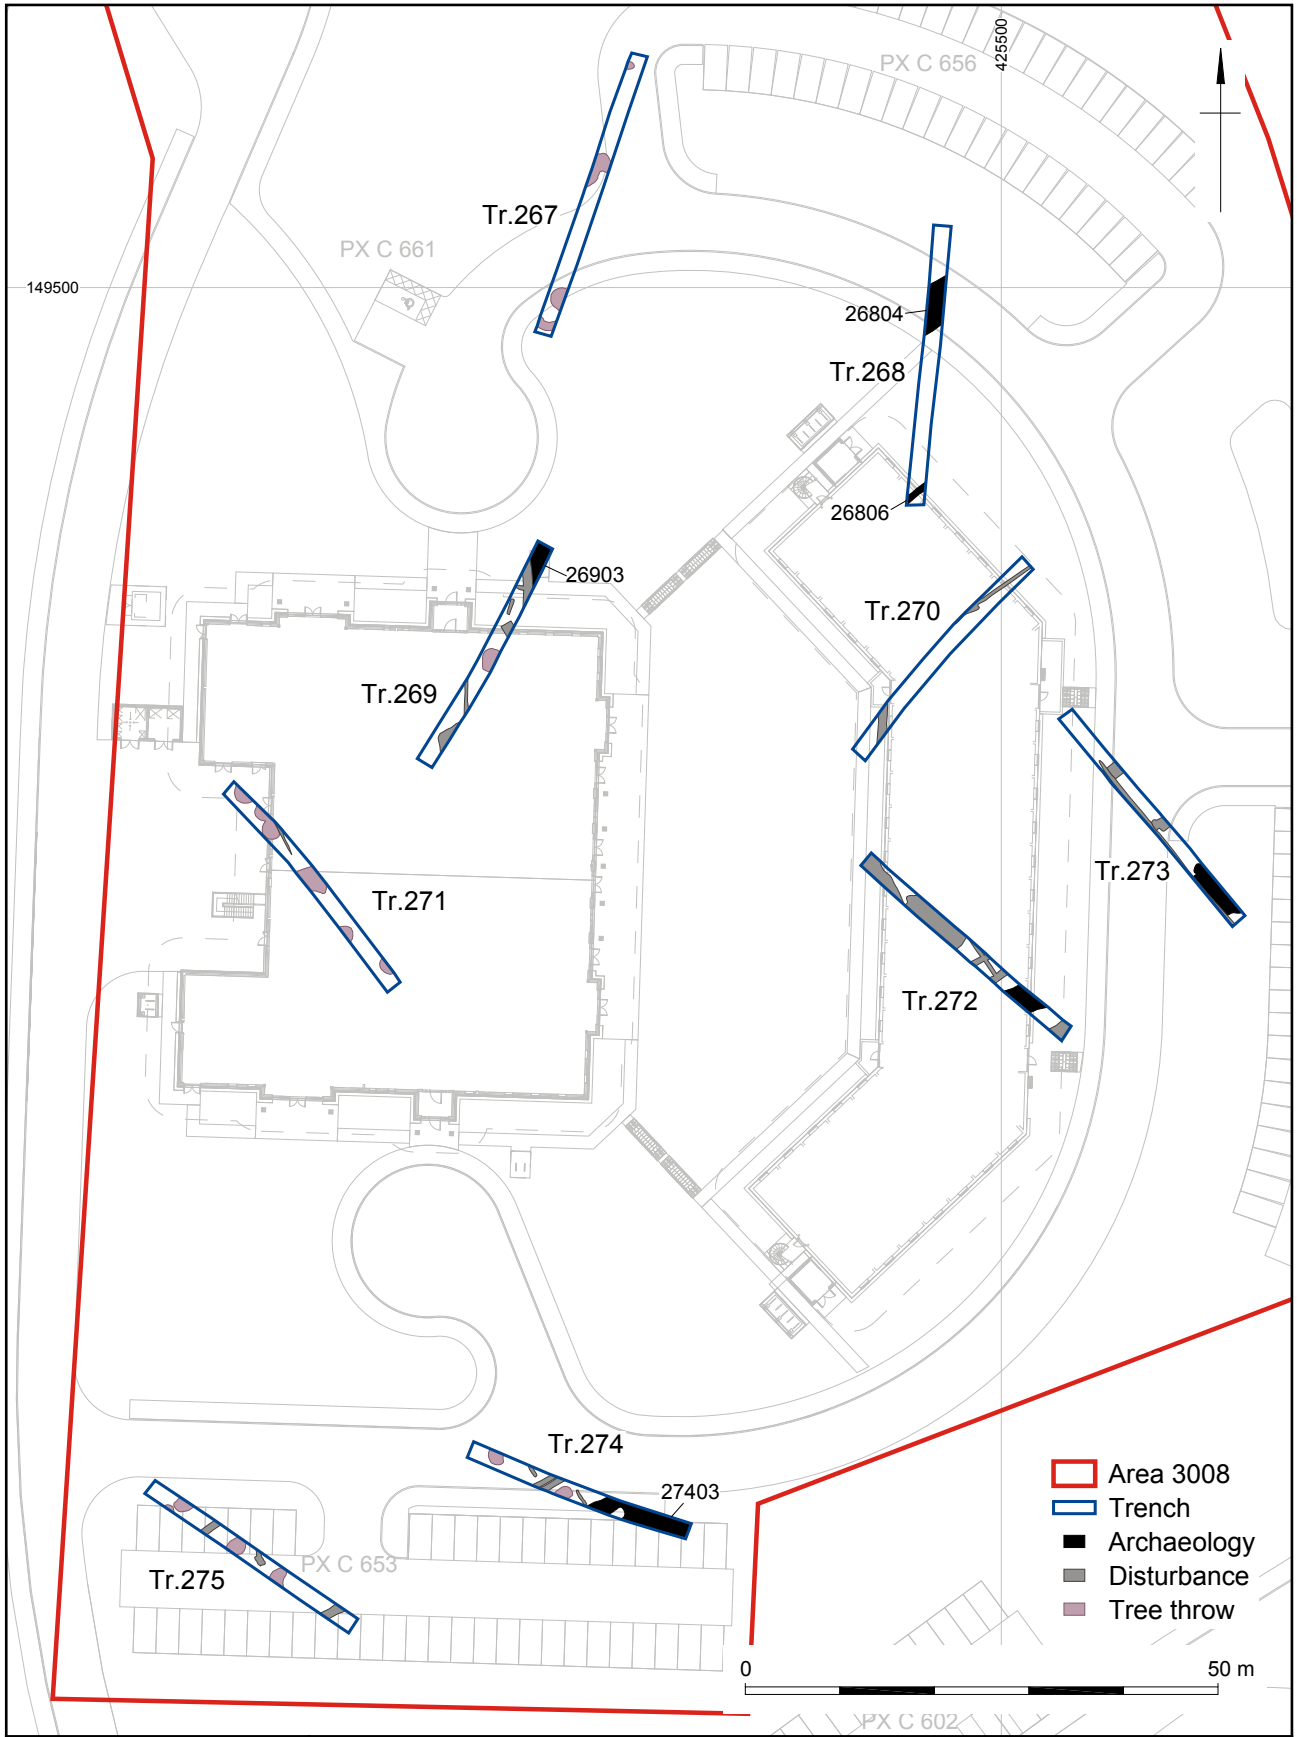 425500
PX C 656
Tr.267
PX C 661
149500
26804
Tr.268
26806
26903
Tr.270
Tr.269
Tr.273
Tr.271
Tr.272
Tr.274
27403
PX C 653
Tr.275
Area 3008
Trench
Archaeology
Disturbance
Tree throw
0 50 m
PX C 602